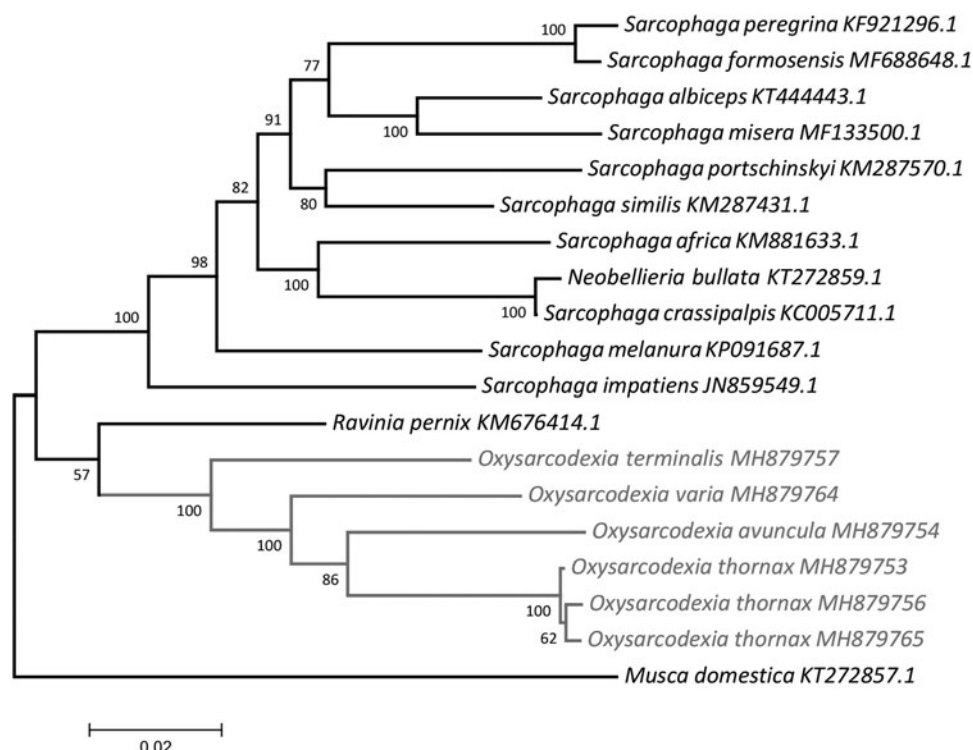 100
Sarcophaga peregrina KF921296.1
Sarcophaga formosensis MF688648.1
77
Sarcophaga albiceps KT444443.1
91
100
Sarcophaga misera MF133500.1
Sarcophaga portschinskyi KM287570.1
82
80
Sarcophaga similis KM287431.1
Sarcophaga africa KM881633.1
98
100
Neobellieria bullata KT272859.1
100
Sarcophaga crassipalpis KC005711.1
100
Sarcophaga melanura KP091687.1
Sarcophaga impatiens JN859549.1
Ravinia pernix KM676414.1
57
Oxysarcodexia terminalis MH879757
100
Oxysarcodexia varia MH879764
100
Oxysarcodexia avuncula MH879754
86
Oxysarcodexia thornax MH879753
100
Oxysarcodexia thornax MH879756
62
Oxysarcodexia thornax MH879765
Musca domestica KT272857.1
0.02